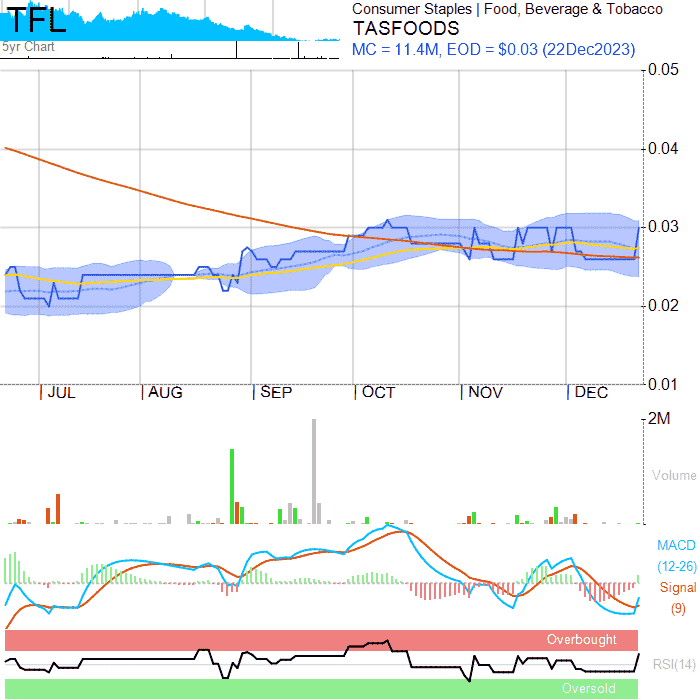 TFL
5yr Chart
Consumer Staples | Food, Beverage & Tobacco
TASFOODS
MC = 11.4M, EOD = $0.03 (22Dec2023)
0.05
0.04
0.03
0.02
0.01
JUL AUG SEP OCT NOV DEC
2M
Volume
MACD
(12-26)
Signal
(9)
Overbought
RSI(14)
Oversold